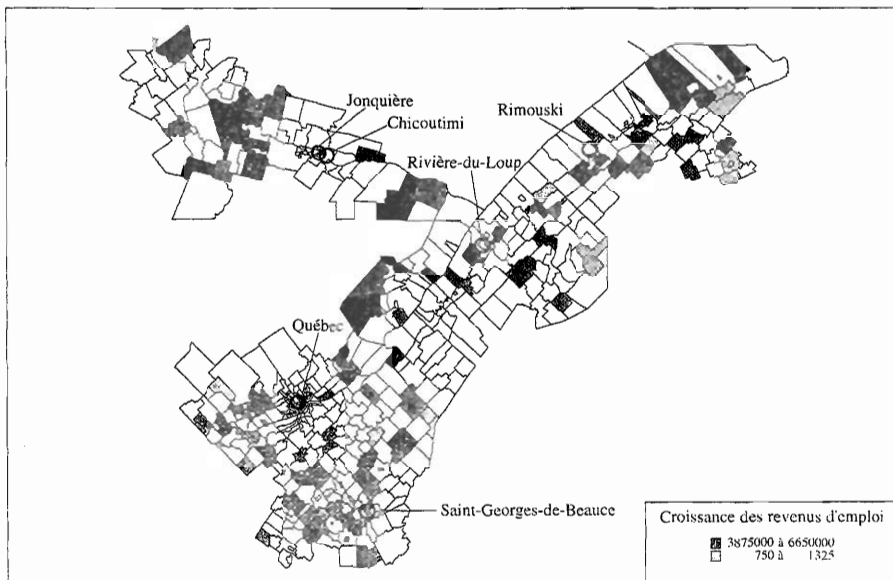 Jonquière
Chicoutimi
Rimouski
Rivière-du-Loup
Québec
Saint-Georges-de-Beauce
Croissance des revenus d'emploi
3875000 à 6650000
750 à 1325